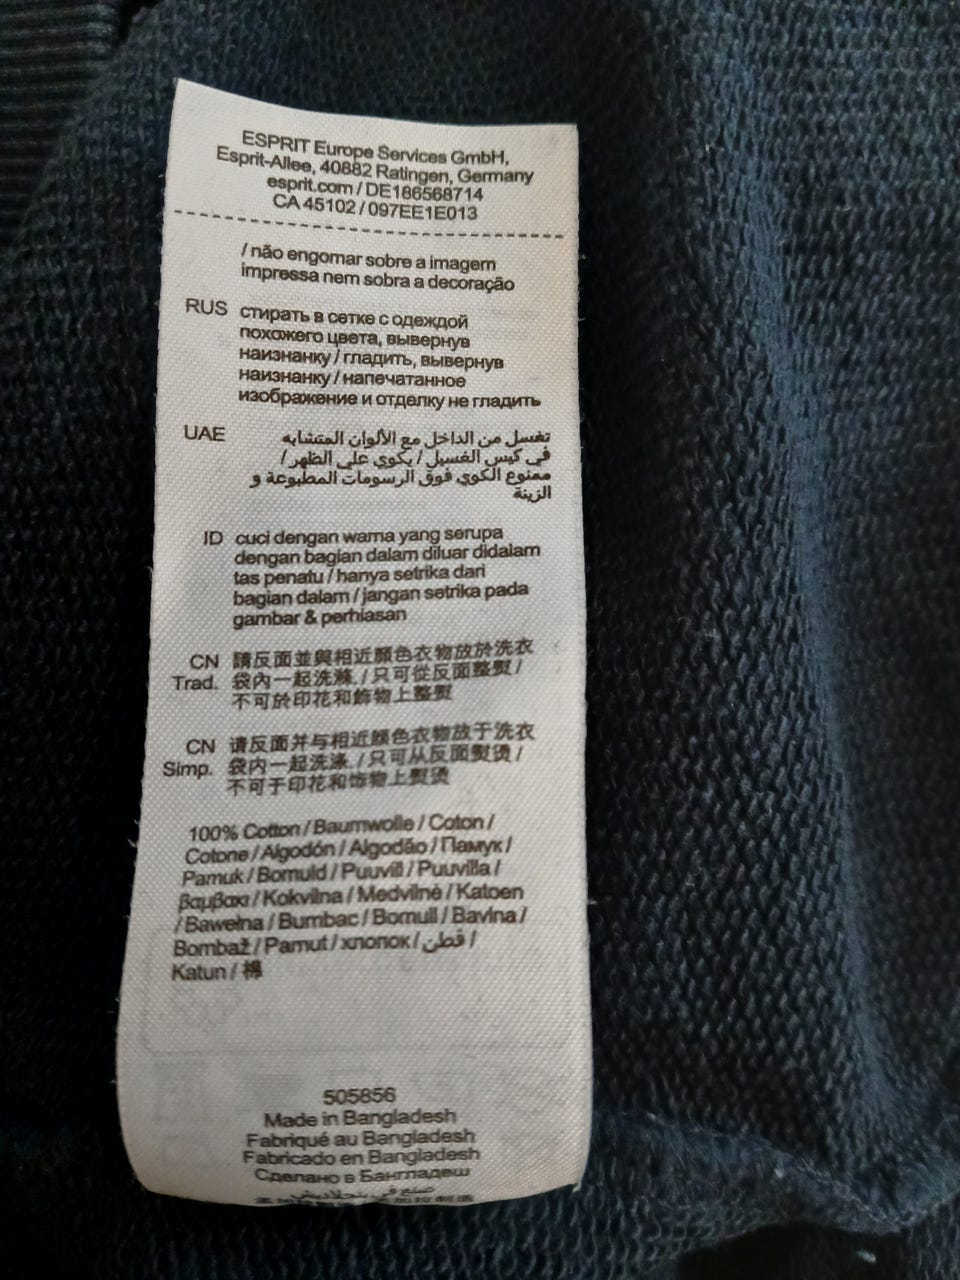 ESPRIT Europe Services GmbH,
Esprit-Allee, 40882 Ratingen, Germany
esprit.com / DE186568714
CA 45102 / 097EE1E013
/ não engomar sobre a imagem
impressa nem sobra a decoração
RUS стирать в сетке с одеждой
похожего цвета, вывернув
наизнанку / гладить, вывернув
наизнанку / напечатанное
изображение и отделку не гладить
UAE تغسل من الداخل مع الألوان المتشابه
في كيس الغسيل / يكوي علي الظهر /
ممنوع الكوي فوق الرسومات المطبوعة و
الزينة
ID cuci dengan warna yang serupa
dengan bagian dalam diluar didalam
tas penatu / hanya setrika dari
bagian dalam / jangan setrika pada
gambar & perhiasan
CN 請反面並與相近顏色衣物放於洗衣
Trad. 袋內一起洗滌. / 只可從反面整熨 /
不可於印花和飾物上整熨
CN 请反面并与相近颜色衣物放于洗衣
Simp. 袋内一起洗涤. / 只可从反面熨烫 /
不可于印花和饰物上熨烫
100% Cotton / Baumwolle / Coton /
Cotone / Algodón / Algodão / Памук /
Pamuk / Bomuld / Puuvill / Puuvilla /
βαμβακι / Kokvilna / Medvilnė / Katoen
/ Bawełna / Bumbac / Bomull / Bavlna /
Bombaž / Pamut / хлопок / قطن /
Katun / 棉
505856
Made in Bangladesh
Fabriqué au Bangladesh
Fabricado en Bangladesh
Сделано в Бангладеш
صنع في بنجلاديش